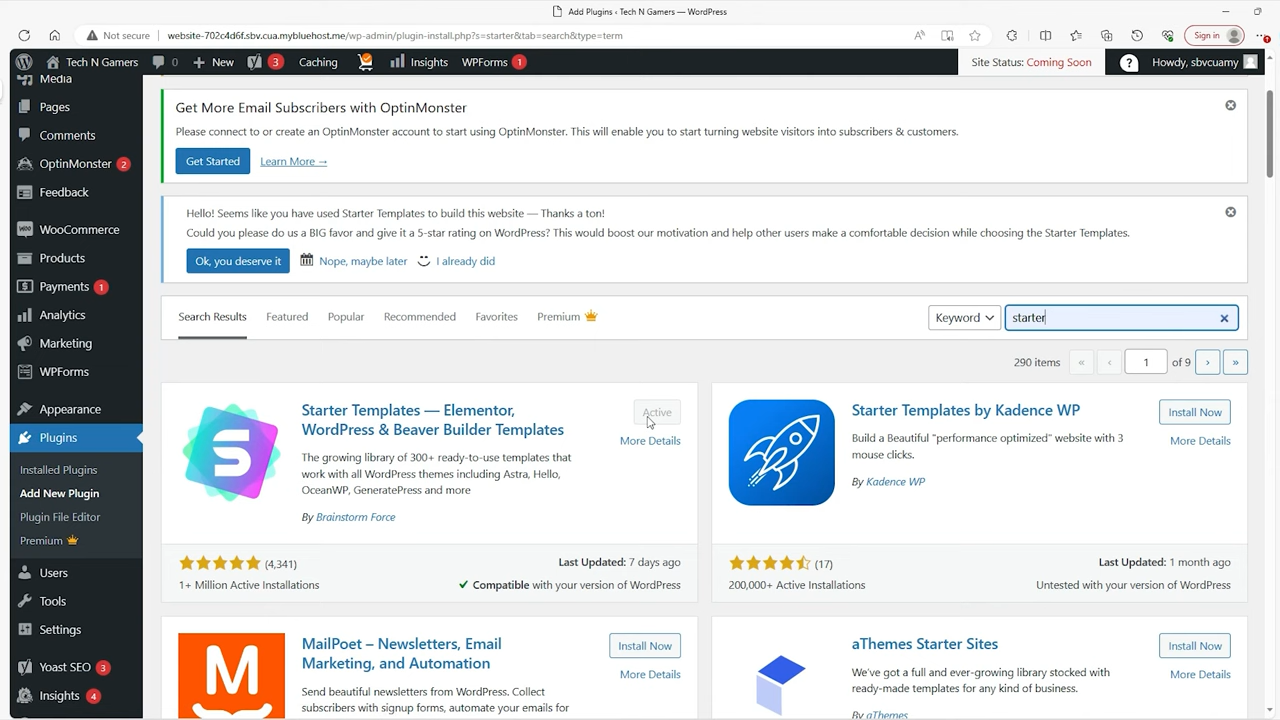 Add Plugins ‹ Tech N Gamers — WordPress
Not secure
website-702c4d6f.sbv.cua.mybluehost.me/wp-admin/plugin-install.php?s=starter&tab=search&type=term
Sign in
Tech N Gamers
0
New
3
Caching
Insights
WPForms 1
Site Status: Coming Soon
Howdy, sbvcuamy
Media
Pages
Comments
OptinMonster 2
Feedback
WooCommerce
Products
Payments 1
Analytics
Marketing
WPForms
Appearance
Plugins
Installed Plugins
Add New Plugin
Plugin File Editor
Premium
Users
Tools
Settings
Yoast SEO 3
Insights 4
Get More Email Subscribers with OptinMonster
Please connect to or create an OptinMonster account to start using OptinMonster. This will enable you to start turning website visitors into subscribers & customers.
Get Started
Learn More →
Hello! Seems like you have used Starter Templates to build this website — Thanks a ton!
Could you please do us a BIG favor and give it a 5-star rating on WordPress? This would boost our motivation and help other users make a comfortable decision while choosing the Starter Templates.
Ok, you deserve it
Nope, maybe later
I already did
Search Results
Featured
Popular
Recommended
Favorites
Premium
Keyword
starter
290 items
«
‹
1
of 9
›
»
Starter Templates — Elementor,
WordPress & Beaver Builder Templates
Active
More Details
The growing library of 300+ ready-to-use templates that
work with all WordPress themes including Astra, Hello,
OceanWP, GeneratePress and more
By Brainstorm Force
(4,341)
1+ Million Active Installations
Last Updated: 7 days ago
Compatible with your version of WordPress
Starter Templates by Kadence WP
Install Now
More Details
Build a Beautiful "performance optimized" website with 3
mouse clicks.
By Kadence WP
(17)
200,000+ Active Installations
Last Updated: 1 month ago
Untested with your version of WordPress
MailPoet – Newsletters, Email
Marketing, and Automation
Install Now
More Details
Send beautiful newsletters from WordPress. Collect
subscribers with signup forms, automate your emails for
aThemes Starter Sites
Install Now
More Details
We've got a full and ever-growing library stocked with
ready-made templates for any kind of business.
By aThemes